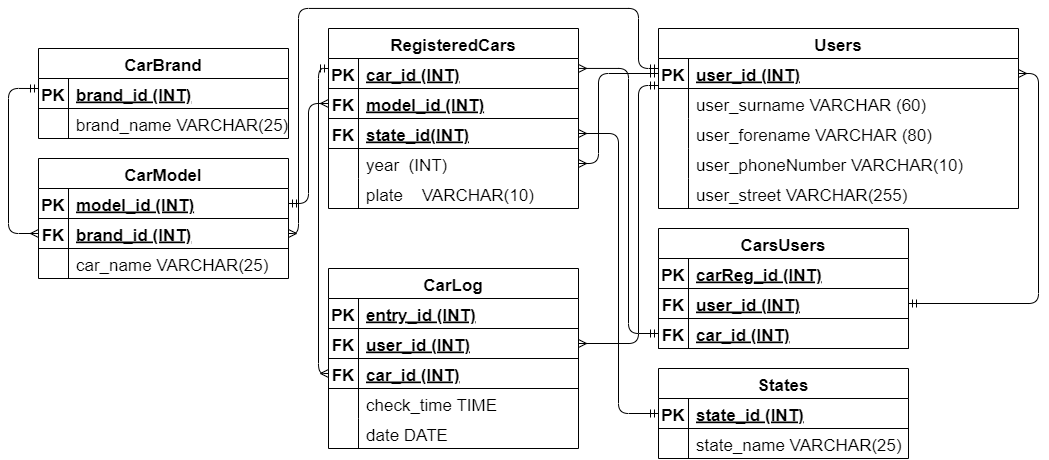 CarBrand
PK brand_id (INT)
brand_name VARCHAR(25)
CarModel
PK model_id (INT)
FK brand_id (INT)
car_name VARCHAR(25)
RegisteredCars
PK car_id (INT)
FK model_id (INT)
FK state_id(INT)
year (INT)
plate VARCHAR(10)
CarLog
PK entry_id (INT)
FK user_id (INT)
FK car_id (INT)
check_time TIME
date DATE
Users
PK user_id (INT)
user_surname VARCHAR (60)
user_forename VARCHAR (80)
user_phoneNumber VARCHAR(10)
user_street VARCHAR(255)
CarsUsers
PK carReg_id (INT)
FK user_id (INT)
FK car_id (INT)
States
PK state_id (INT)
state_name VARCHAR(25)